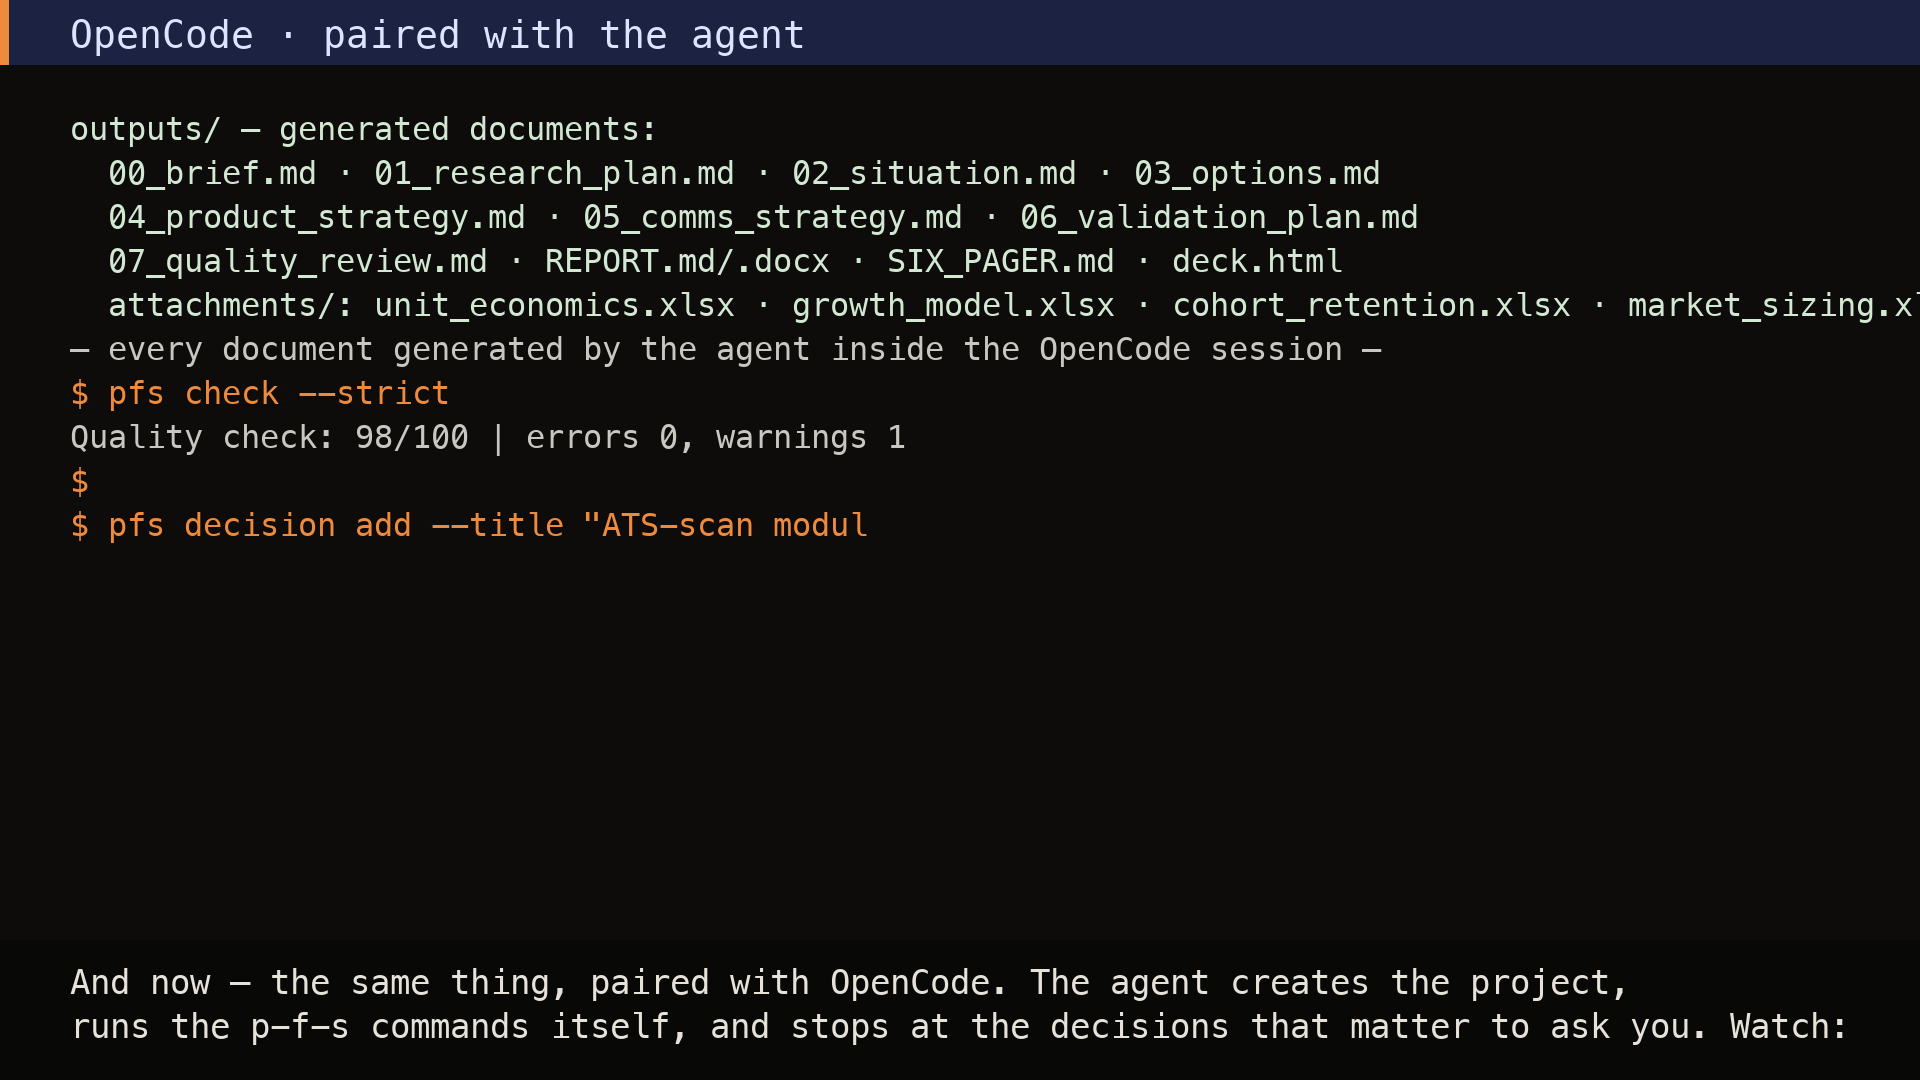 OpenCode · paired with the agent
outputs/ — generated documents:
00_brief.md · 01_research_plan.md · 02_situation.md · 03_options.md
04_product_strategy.md · 05_comms_strategy.md · 06_validation_plan.md
07_quality_review.md · REPORT.md/.docx · SIX_PAGER.md · deck.html
attachments/: unit_economics.xlsx · growth_model.xlsx · cohort_retention.xlsx · market_sizing.xl
— every document generated by the agent inside the OpenCode session —
$ pfs check --strict
Quality check: 98/100 | errors 0, warnings 1
$
$ pfs decision add --title "ATS-scan modul
And now — the same thing, paired with OpenCode. The agent creates the project,
runs the p-f-s commands itself, and stops at the decisions that matter to ask you. Watch: